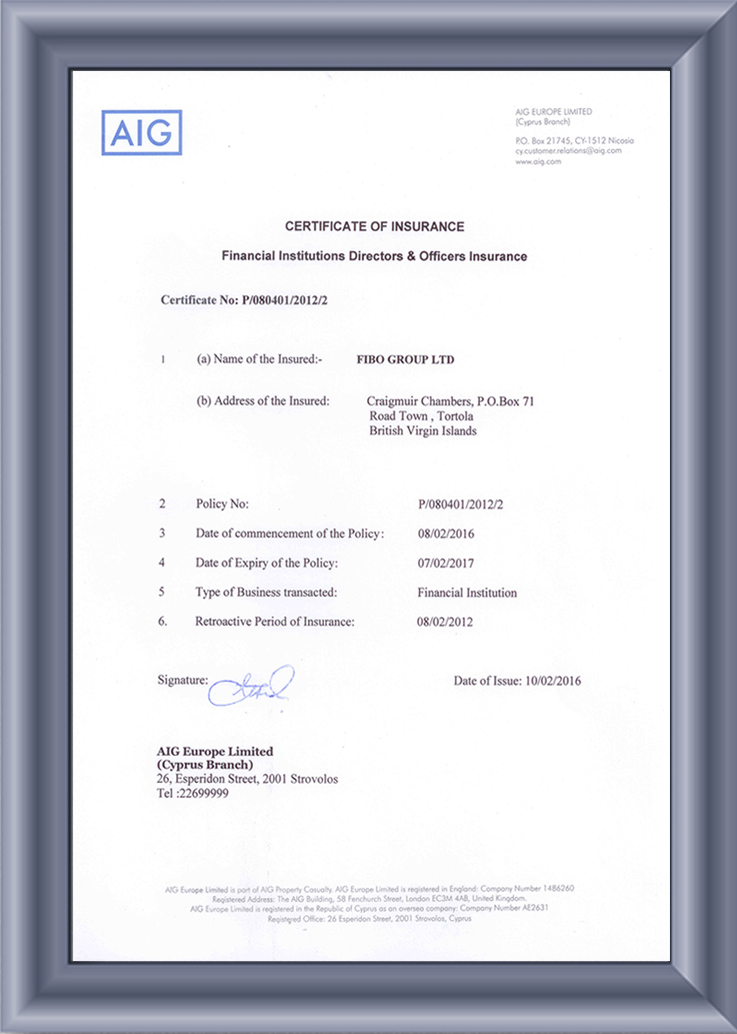 AIG
AIG EUROPE LIMITED
(Cyprus Branch)
P.O. Box 21745, CY-1512 Nicosia
cy.customer.relations@aig.com
www.aig.com
CERTIFICATE OF INSURANCE
Financial Institutions Directors & Officers Insurance
Certificate No: P/080401/2012/2
1 (a) Name of the Insured:- FIBO GROUP LTD
(b) Address of the Insured: Craigmuir Chambers, P.O.Box 71
Road Town , Tortola
British Virgin Islands
2 Policy No: P/080401/2012/2
3 Date of commencement of the Policy: 08/02/2016
4 Date of Expiry of the Policy: 07/02/2017
5 Type of Business transacted: Financial Institution
6. Retroactive Period of Insurance: 08/02/2012
Signature: Date of Issue: 10/02/2016
AIG Europe Limited
(Cyprus Branch)
26, Esperidon Street, 2001 Strovolos
Tel :22699999
AIG Europe Limited is part of AIG Property Casualty. AIG Europe Limited is registered in England: Company Number 1486260
Registered Address: The AIG Building, 58 Fenchurch Street, London EC3M 4AB, United Kingdom.
AIG Europe Limited is registered in the Republic of Cyprus as an oversea company: Company Number AE2631
Registered Office: 26 Esperidon Street, 2001 Strovolos, Cyprus